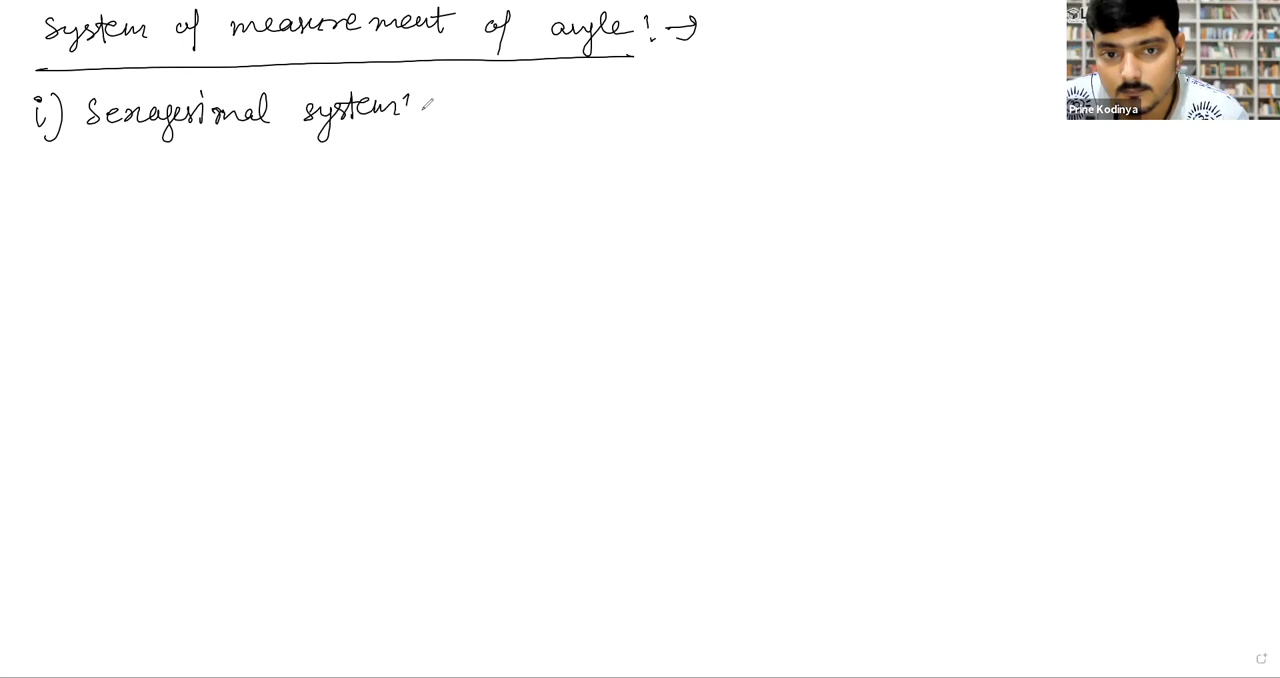 System of measurement of angle :→
i) Sexagesimal system :
Prine Kodinya